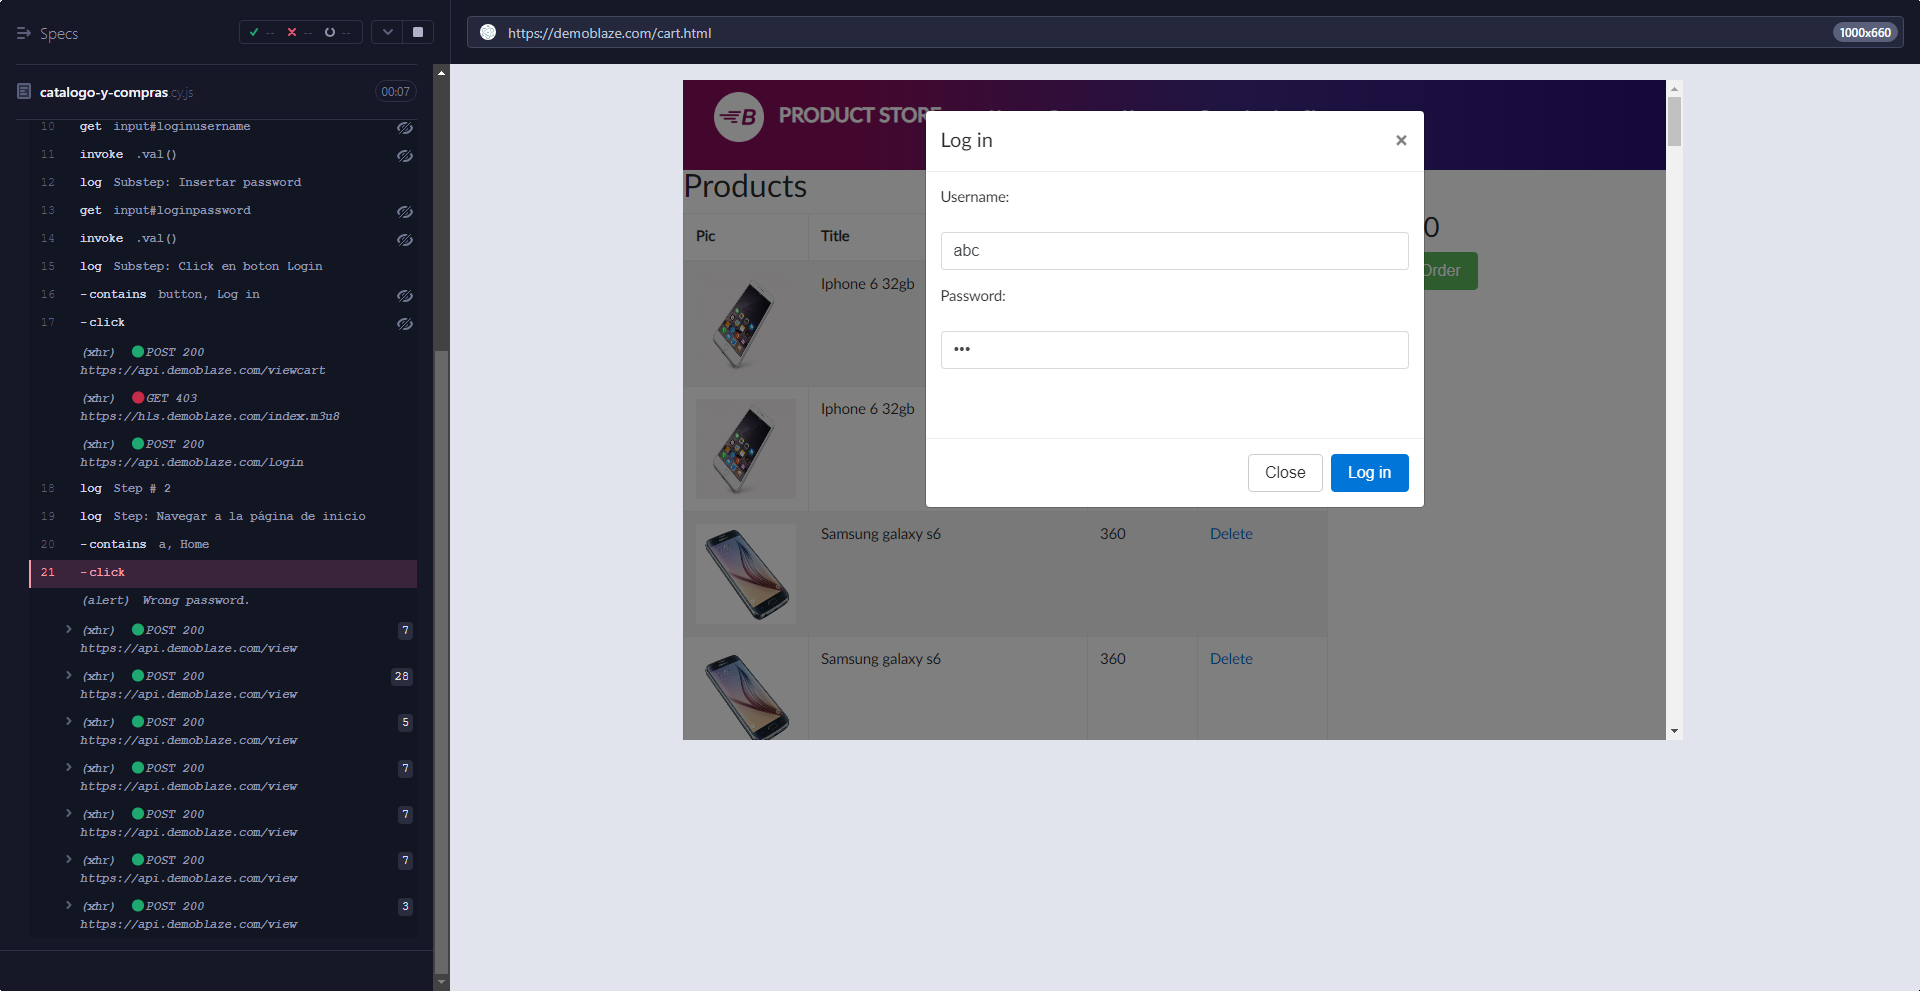 Specs
-- -- --
https://demoblaze.com/cart.html
1000x660
catalogo-y-compras.cy.js
00:07
10 get input#loginusername
11 invoke .val()
12 log Substep: Insertar password
13 get input#loginpassword
14 invoke .val()
15 log Substep: Click en boton Login
16 -contains button, Log in
17 -click
(xhr) POST 200
https://api.demoblaze.com/viewcart
(xhr) GET 403
https://hls.demoblaze.com/index.m3u8
(xhr) POST 200
https://api.demoblaze.com/login
18 log Step # 2
19 log Step: Navegar a la página de inicio
20 -contains a, Home
21 -click
(alert) Wrong password.
(xhr) POST 200 7
https://api.demoblaze.com/view
(xhr) POST 200 28
https://api.demoblaze.com/view
(xhr) POST 200 5
https://api.demoblaze.com/view
(xhr) POST 200 7
https://api.demoblaze.com/view
(xhr) POST 200 7
https://api.demoblaze.com/view
(xhr) POST 200 7
https://api.demoblaze.com/view
(xhr) POST 200 3
https://api.demoblaze.com/view
B PRODUCT STORE
Products
Pic Title
Iphone 6 32gb
Iphone 6 32gb
Samsung galaxy s6 360 Delete
Samsung galaxy s6 360 Delete
0
Order
Log in
×
Username:
abc
Password:
•••
Close
Log in